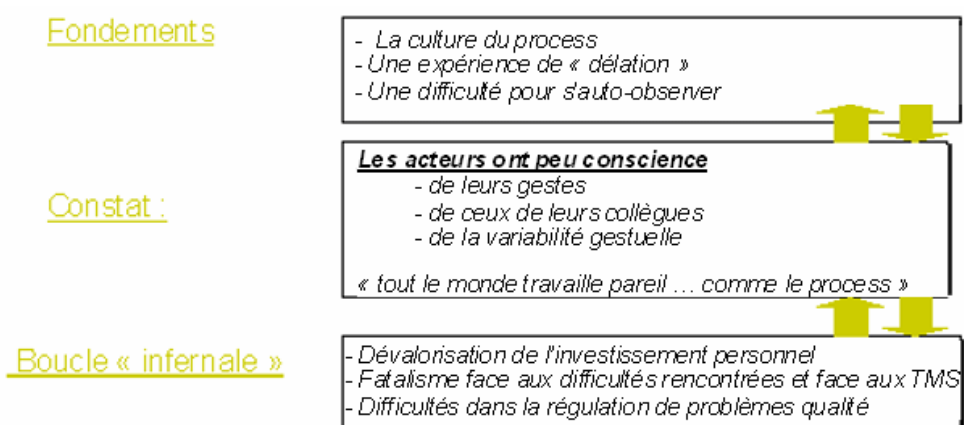 Fondements
- La culture du process
- Une expérience de « délation »
- Une difficulté pour s'auto-observer
Constat :
Les acteurs ont peu conscience
- de leurs gestes
- de ceux de leurs collègues
- de la variabilité gestuelle
« tout le monde travaille pareil … comme le process »
Boucle « infernale »
- Dévalorisation de l'investissement personnel
- Fatalisme face aux difficultés rencontrées et face aux TMS
- Difficultés dans la régulation de problèmes qualité